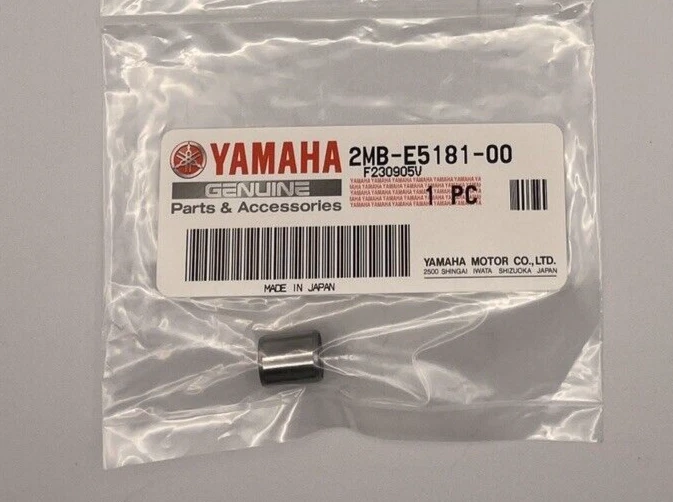 YAMAHA 2MB-E5181-00
F230905V
GENUINE
Parts & Accessories
1 PC
YAMAHA MOTOR CO.,LTD.
2500 SHINGAI IWATA SHIZUOKA JAPAN
MADE IN JAPAN